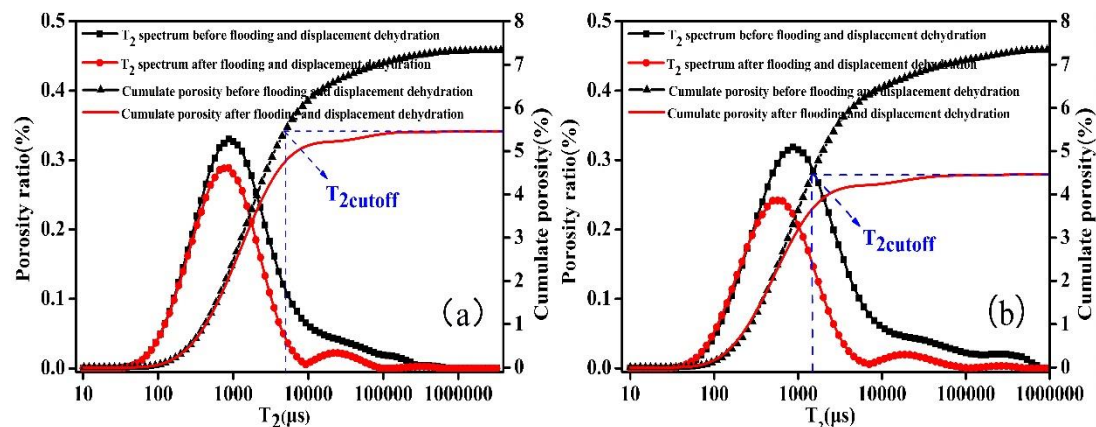 T2 spectrum before flooding and displacement dehydration
T2 spectrum after flooding and displacement dehydration
Cumulate porosity before flooding and displacement dehydration
Cumulate porosity after flooding and displacement dehydration
Porosity ratio(%)
0.5
0.4
0.3
0.2
0.1
0.0
8
7
6
5
4
3
2
1
0
Cumulate porosity(%)
T2cutoff
(a)
10 100 1000 10000 100000 1000000
T2(μs)
T2 spectrum before flooding and displacement dehydration
T2 spectrum after flooding and displacement dehydration
Cumulate porosity before flooding and displacement dehydration
Cumulate porosity after flooding and displacement dehydration
Porosity ratio(%)
0.5
0.4
0.3
0.2
0.1
0.0
8
7
6
5
4
3
2
1
0
Cumulate porosity(%)
T2cutoff
(b)
10 100 1000 10000 100000 1000000
T2(μs)